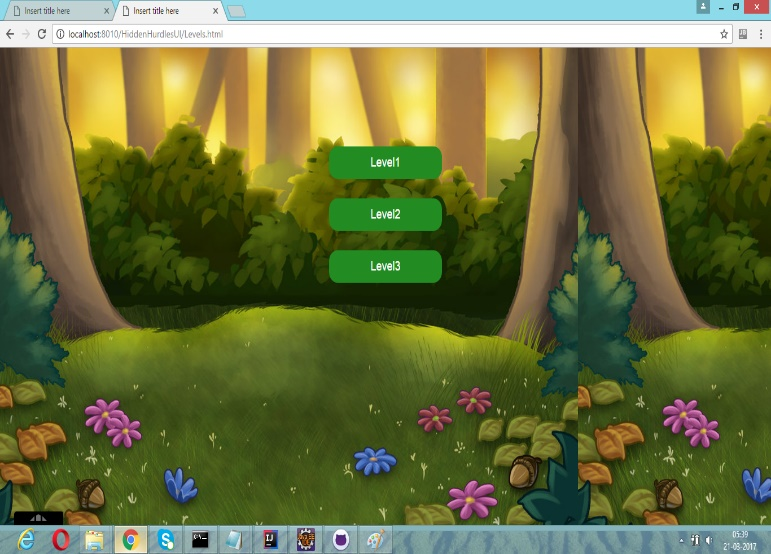 Insert title here
Insert title here
localhost:8010/HiddenHurdlesUI/Levels.html
Level1
Level2
Level3
05:39
21-08-2017